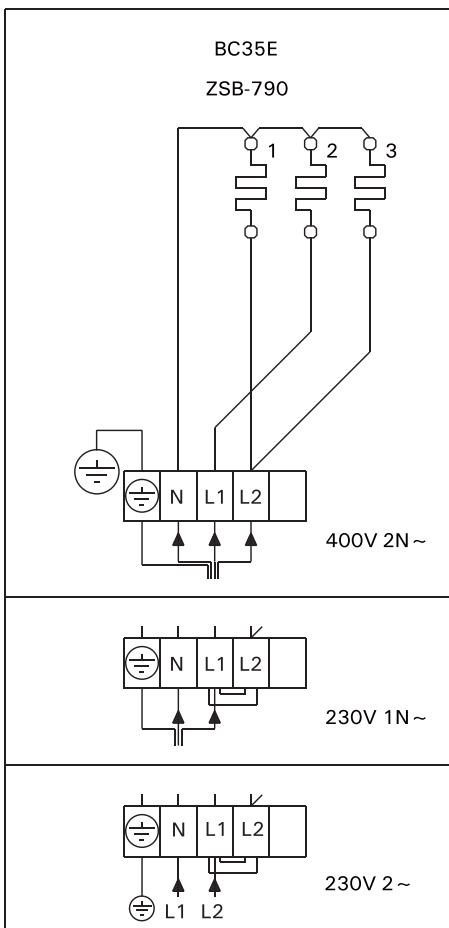 BC35E
ZSB-790
1 2 3
N L1 L2
400V 2N~
N L1 L2
230V 1N~
N L1 L2
230V 2~
L1 L2